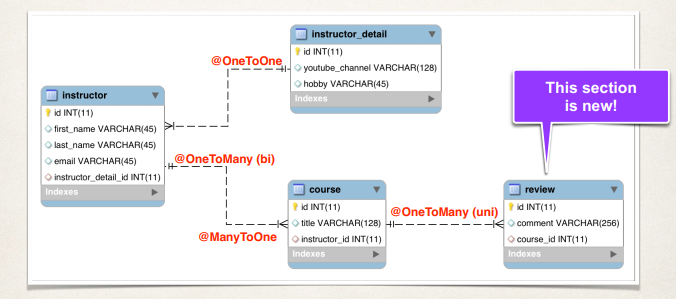 instructor_detail
id INT(11)
youtube_channel VARCHAR(128)
hobby VARCHAR(45)
Indexes
@OneToOne
This section
is new!
instructor
id INT(11)
first_name VARCHAR(45)
last_name VARCHAR(45)
email VARCHAR(45)
instructor_detail_id INT(11)
Indexes
@OneToMany (bi)
@ManyToOne
course
id INT(11)
title VARCHAR(128)
instructor_id INT(11)
Indexes
@OneToMany (uni)
review
id INT(11)
comment VARCHAR(256)
course_id INT(11)
Indexes